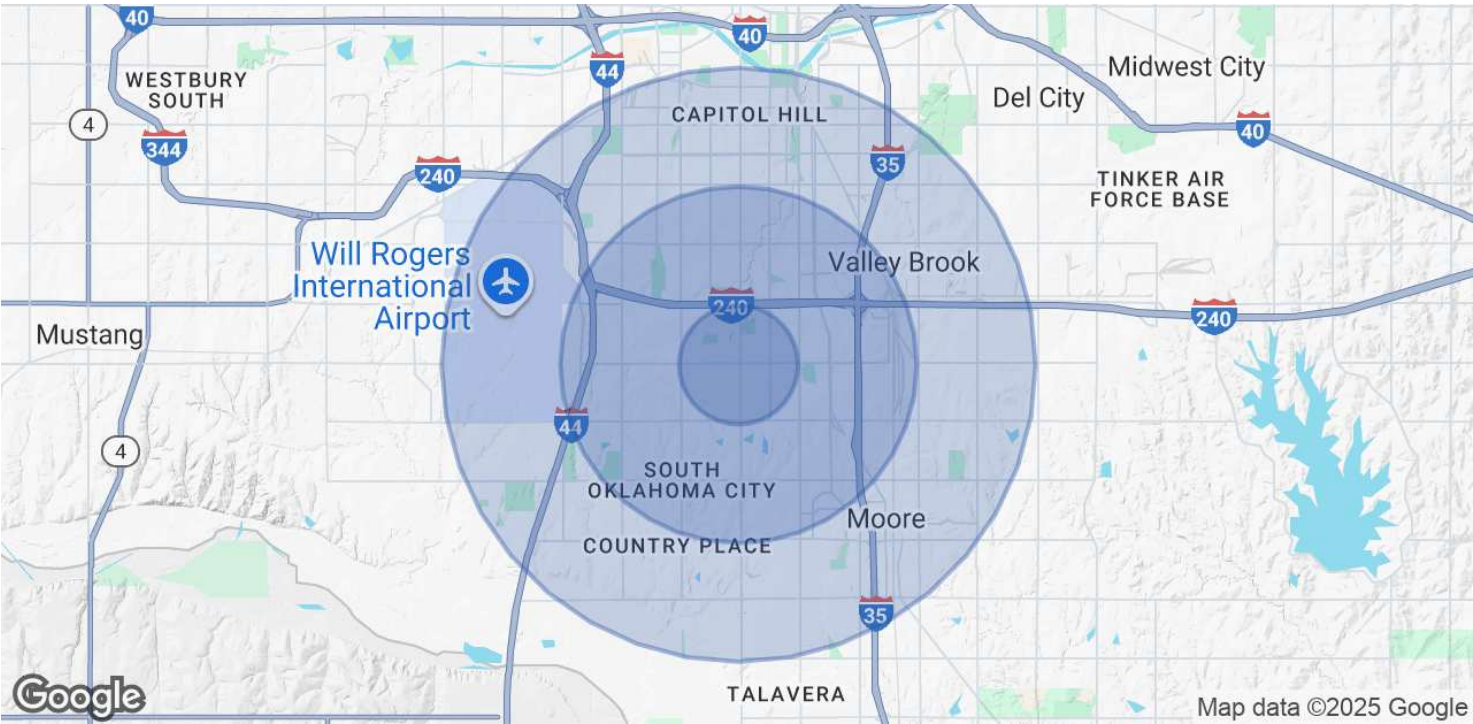 40
40
44
WESTBURY
SOUTH
Midwest City
Del City
CAPITOL HILL
4
344
240
35
40
TINKER AIR
FORCE BASE
Will Rogers
International
Airport
Valley Brook
240
240
Mustang
44
4
SOUTH
OKLAHOMA CITY
Moore
COUNTRY PLACE
35
TALAVERA
Google
Map data ©2025 Google